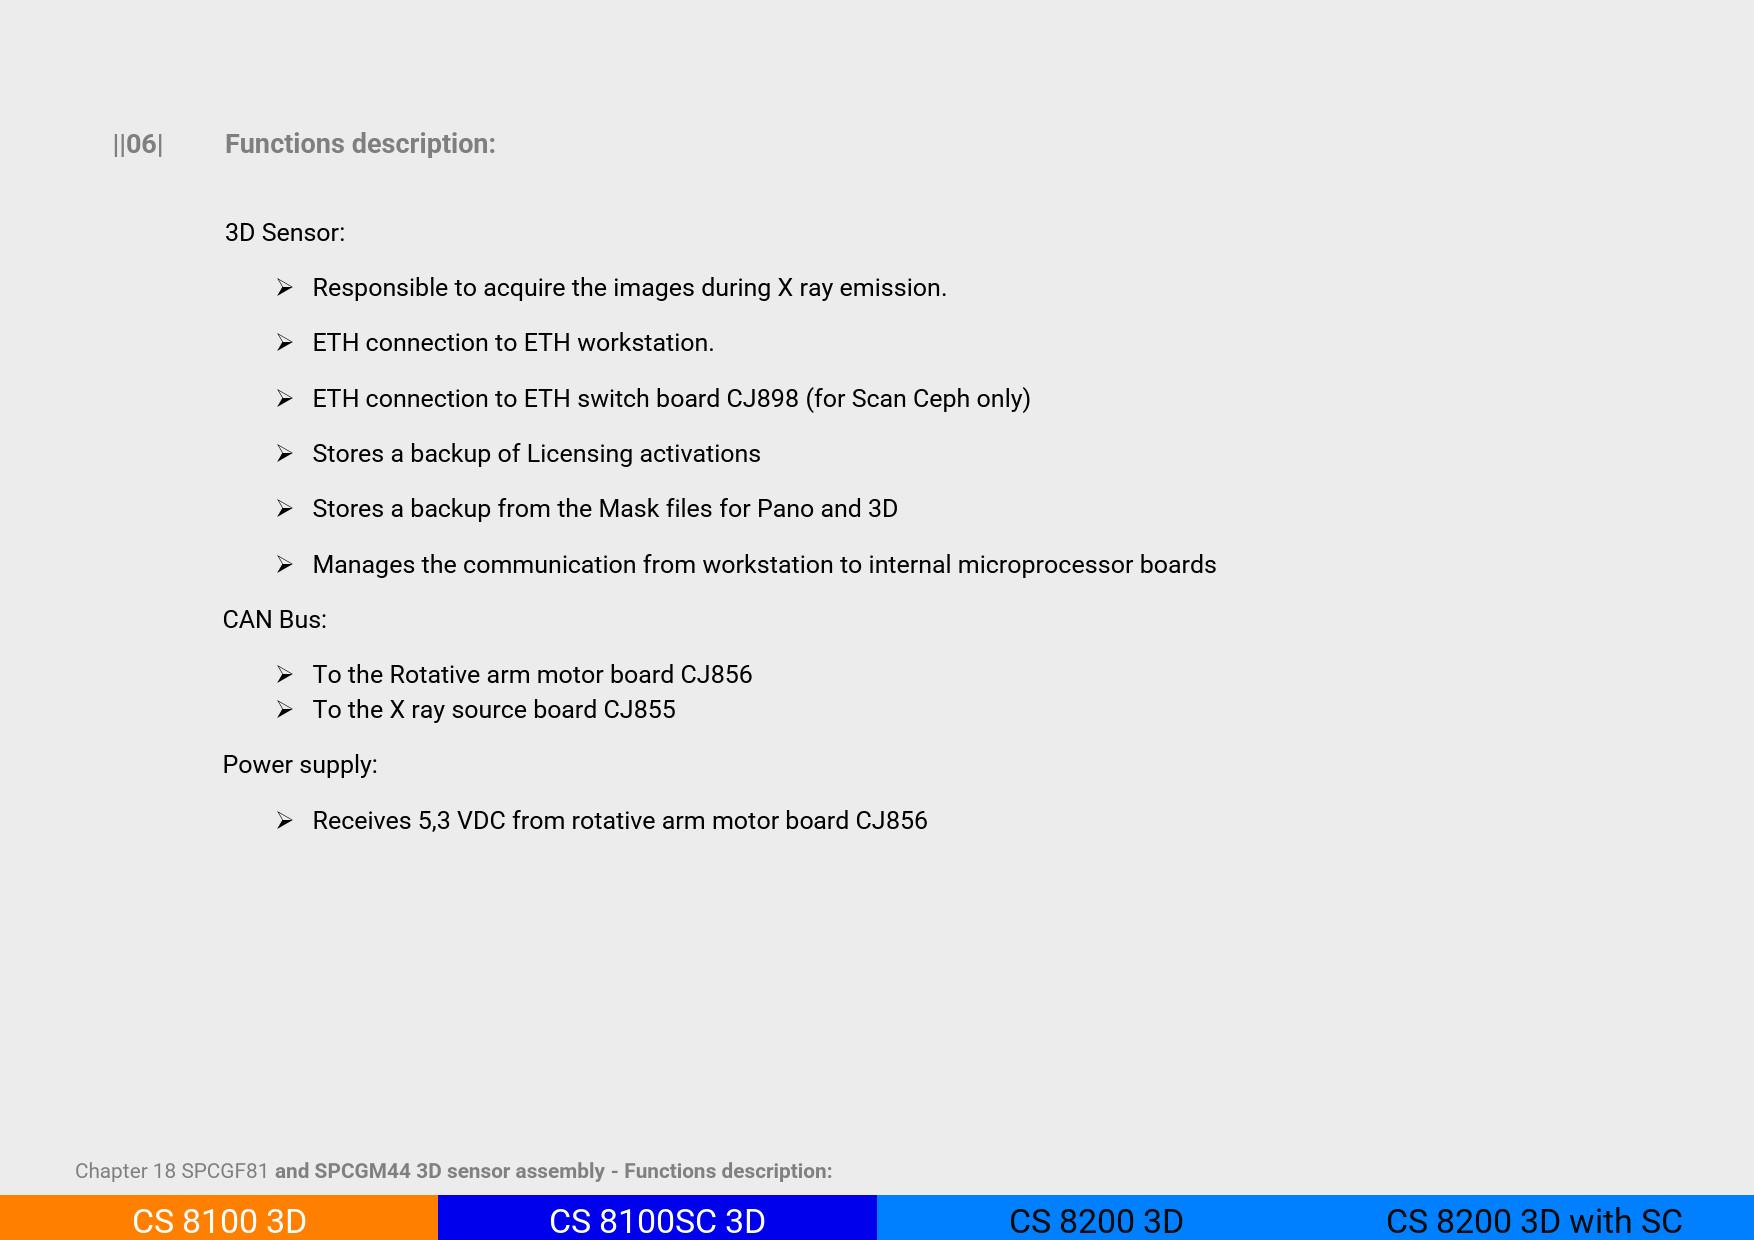 ||06| Functions description:
3D Sensor:
➢ Responsible to acquire the images during X ray emission.
➢ ETH connection to ETH workstation.
➢ ETH connection to ETH switch board CJ898 (for Scan Ceph only)
➢ Stores a backup of Licensing activations
➢ Stores a backup from the Mask files for Pano and 3D
➢ Manages the communication from workstation to internal microprocessor boards
CAN Bus:
➢ To the Rotative arm motor board CJ856
➢ To the X ray source board CJ855
Power supply:
➢ Receives 5,3 VDC from rotative arm motor board CJ856
Chapter 18 SPCGF81 and SPCGM44 3D sensor assembly - Functions description:
CS 8100 3D CS 8100SC 3D CS 8200 3D CS 8200 3D with SC